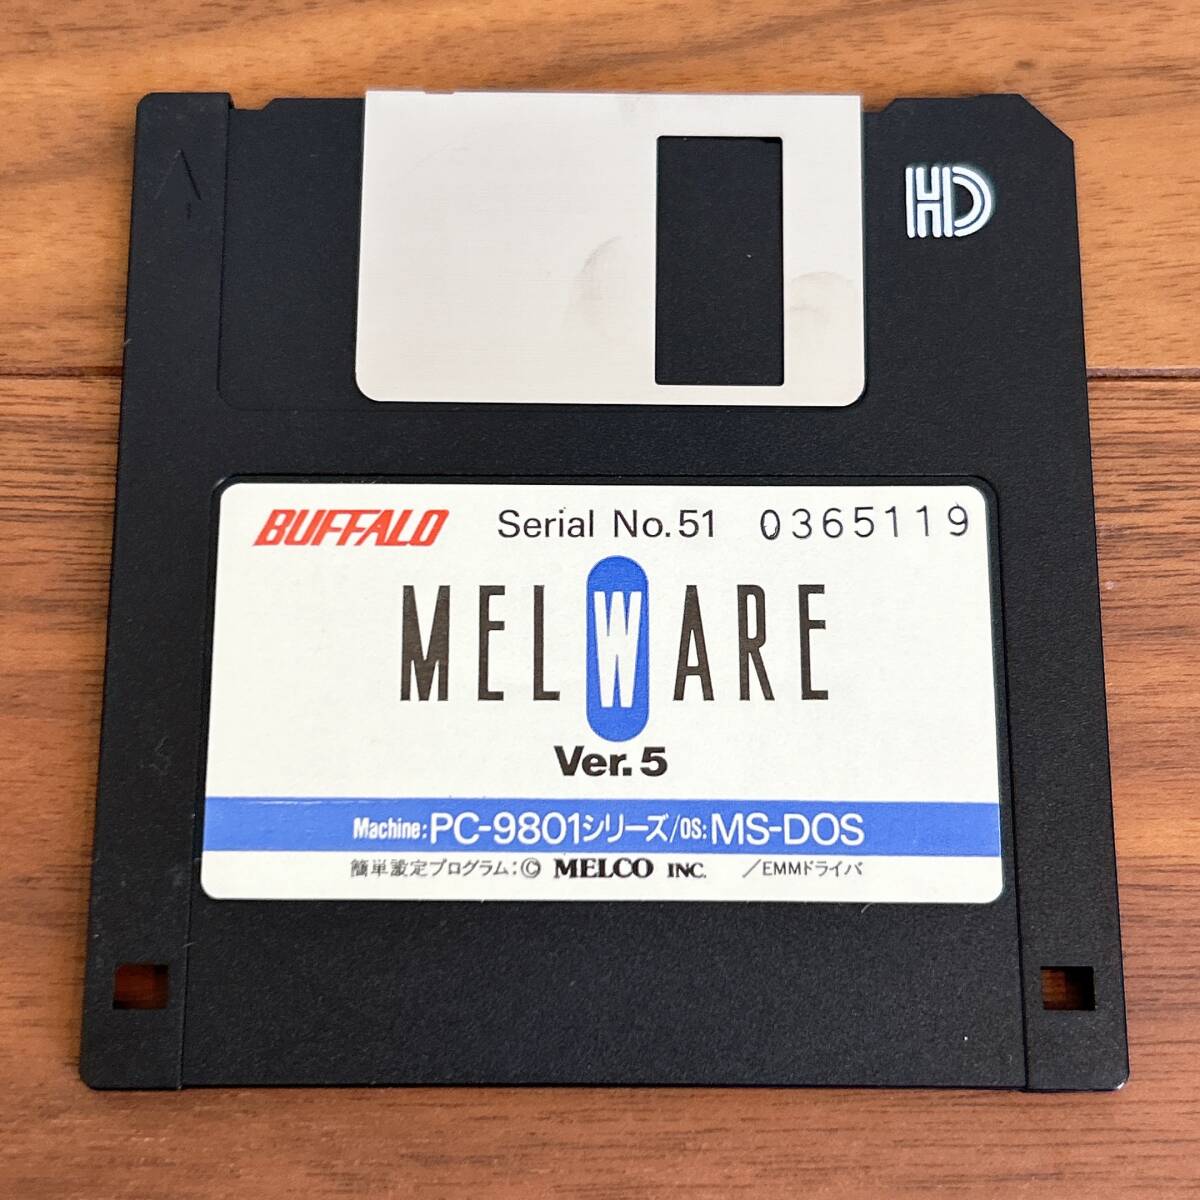 HD
BUFFALO Serial No.51 0365119
MELWARE
Ver.5
Machine:PC-9801シリーズ/OS:MS-DOS
簡単設定プログラム:© MELCO INC. /EMMドライバ